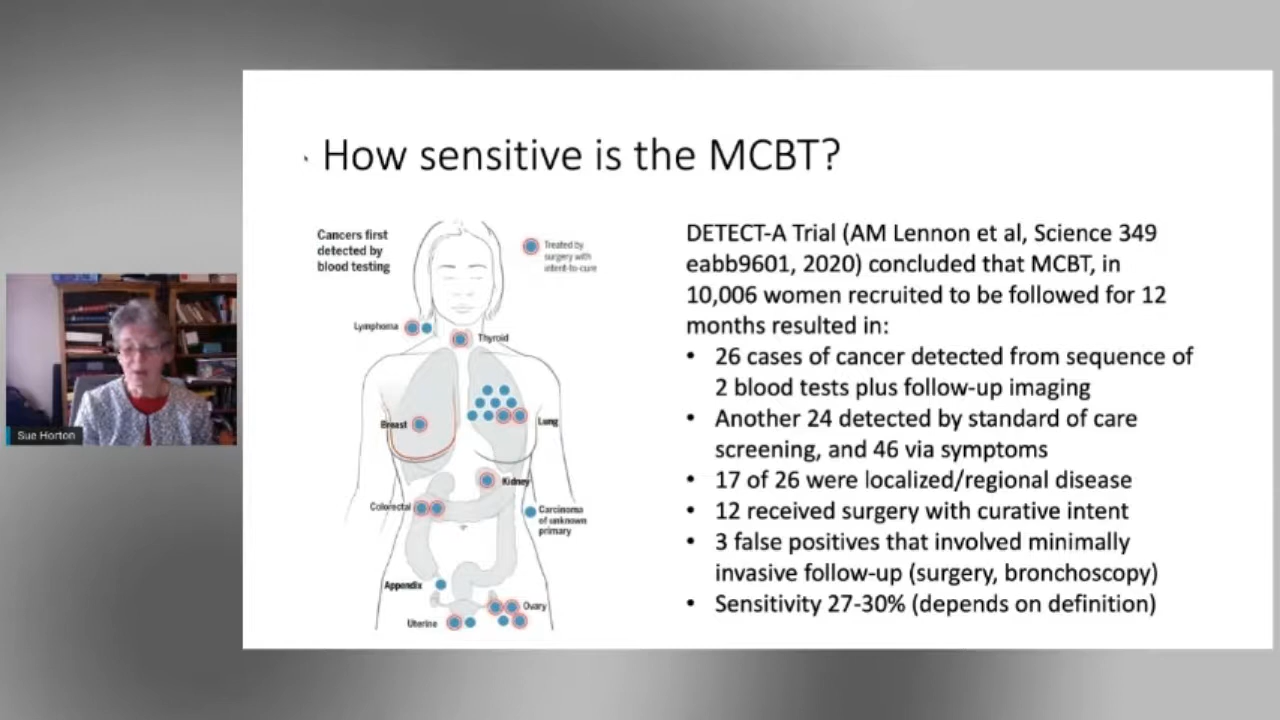 How sensitive is the MCBT?
Cancers first
detected by
blood testing
Treated by
surgery with
intent-to-cure
Lymphoma
Thyroid
Breast
Lung
Kidney
Colorectal
Carcinoma
of unknown
primary
Appendix
Ovary
Uterine
DETECT-A Trial (AM Lennon et al, Science 349
eabb9601, 2020) concluded that MCBT, in
10,006 women recruited to be followed for 12
months resulted in:
• 26 cases of cancer detected from sequence of
2 blood tests plus follow-up imaging
• Another 24 detected by standard of care
screening, and 46 via symptoms
• 17 of 26 were localized/regional disease
• 12 received surgery with curative intent
• 3 false positives that involved minimally
invasive follow-up (surgery, bronchoscopy)
• Sensitivity 27-30% (depends on definition)
Sue Horton